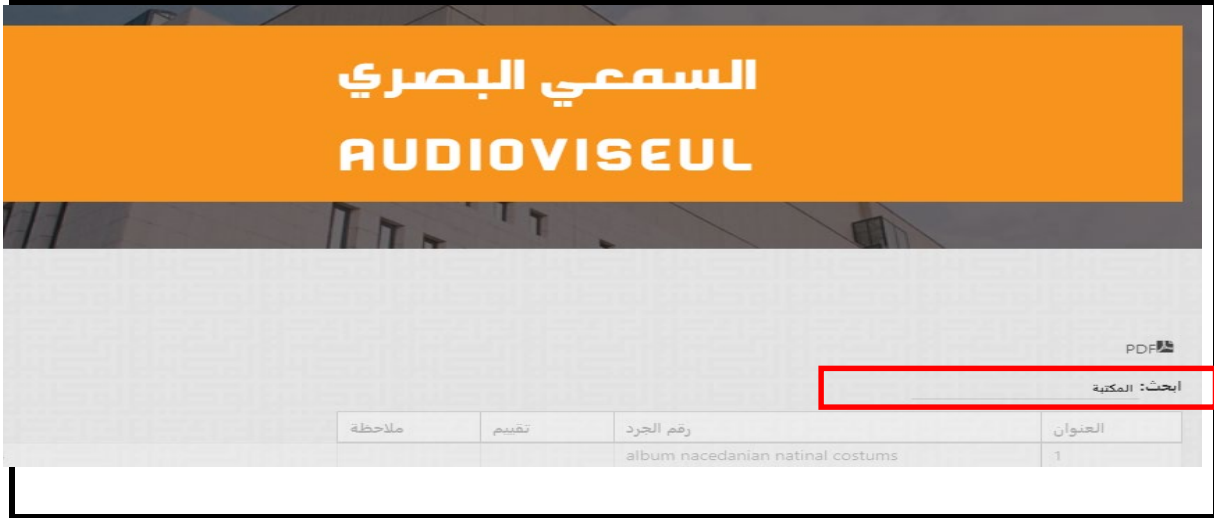 السمعي البصري
AUDIOVISEUL
PDF
ابحث: المكتبة
العنوان رقم الجرد تقييم ملاحظة
1 album nacedanian natinal costums